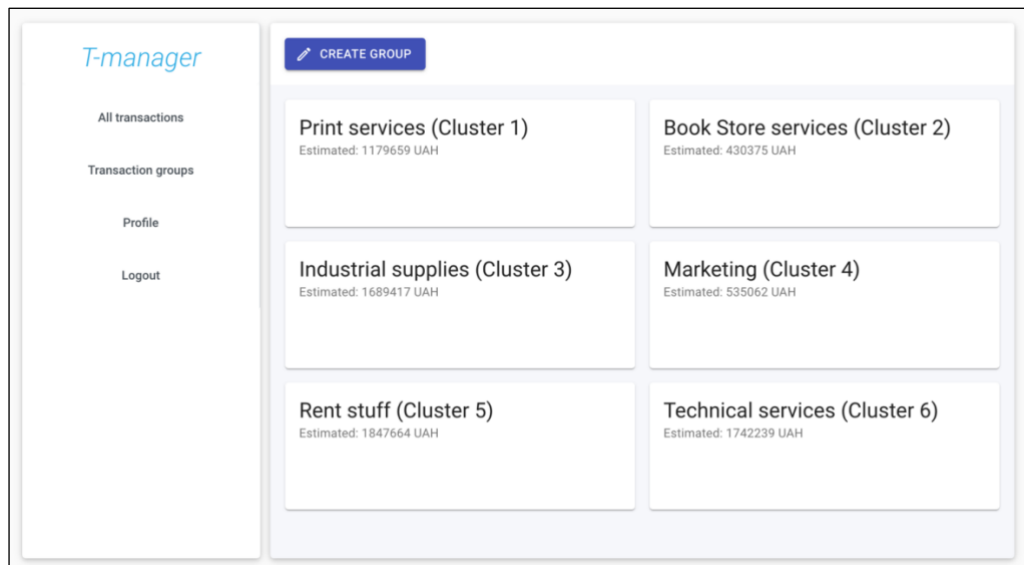 T-manager
All transactions
Transaction groups
Profile
Logout
CREATE GROUP
Print services (Cluster 1)
Estimated: 1179659 UAH
Book Store services (Cluster 2)
Estimated: 430375 UAH
Industrial supplies (Cluster 3)
Estimated: 1689417 UAH
Marketing (Cluster 4)
Estimated: 535062 UAH
Rent stuff (Cluster 5)
Estimated: 1847664 UAH
Technical services (Cluster 6)
Estimated: 1742239 UAH